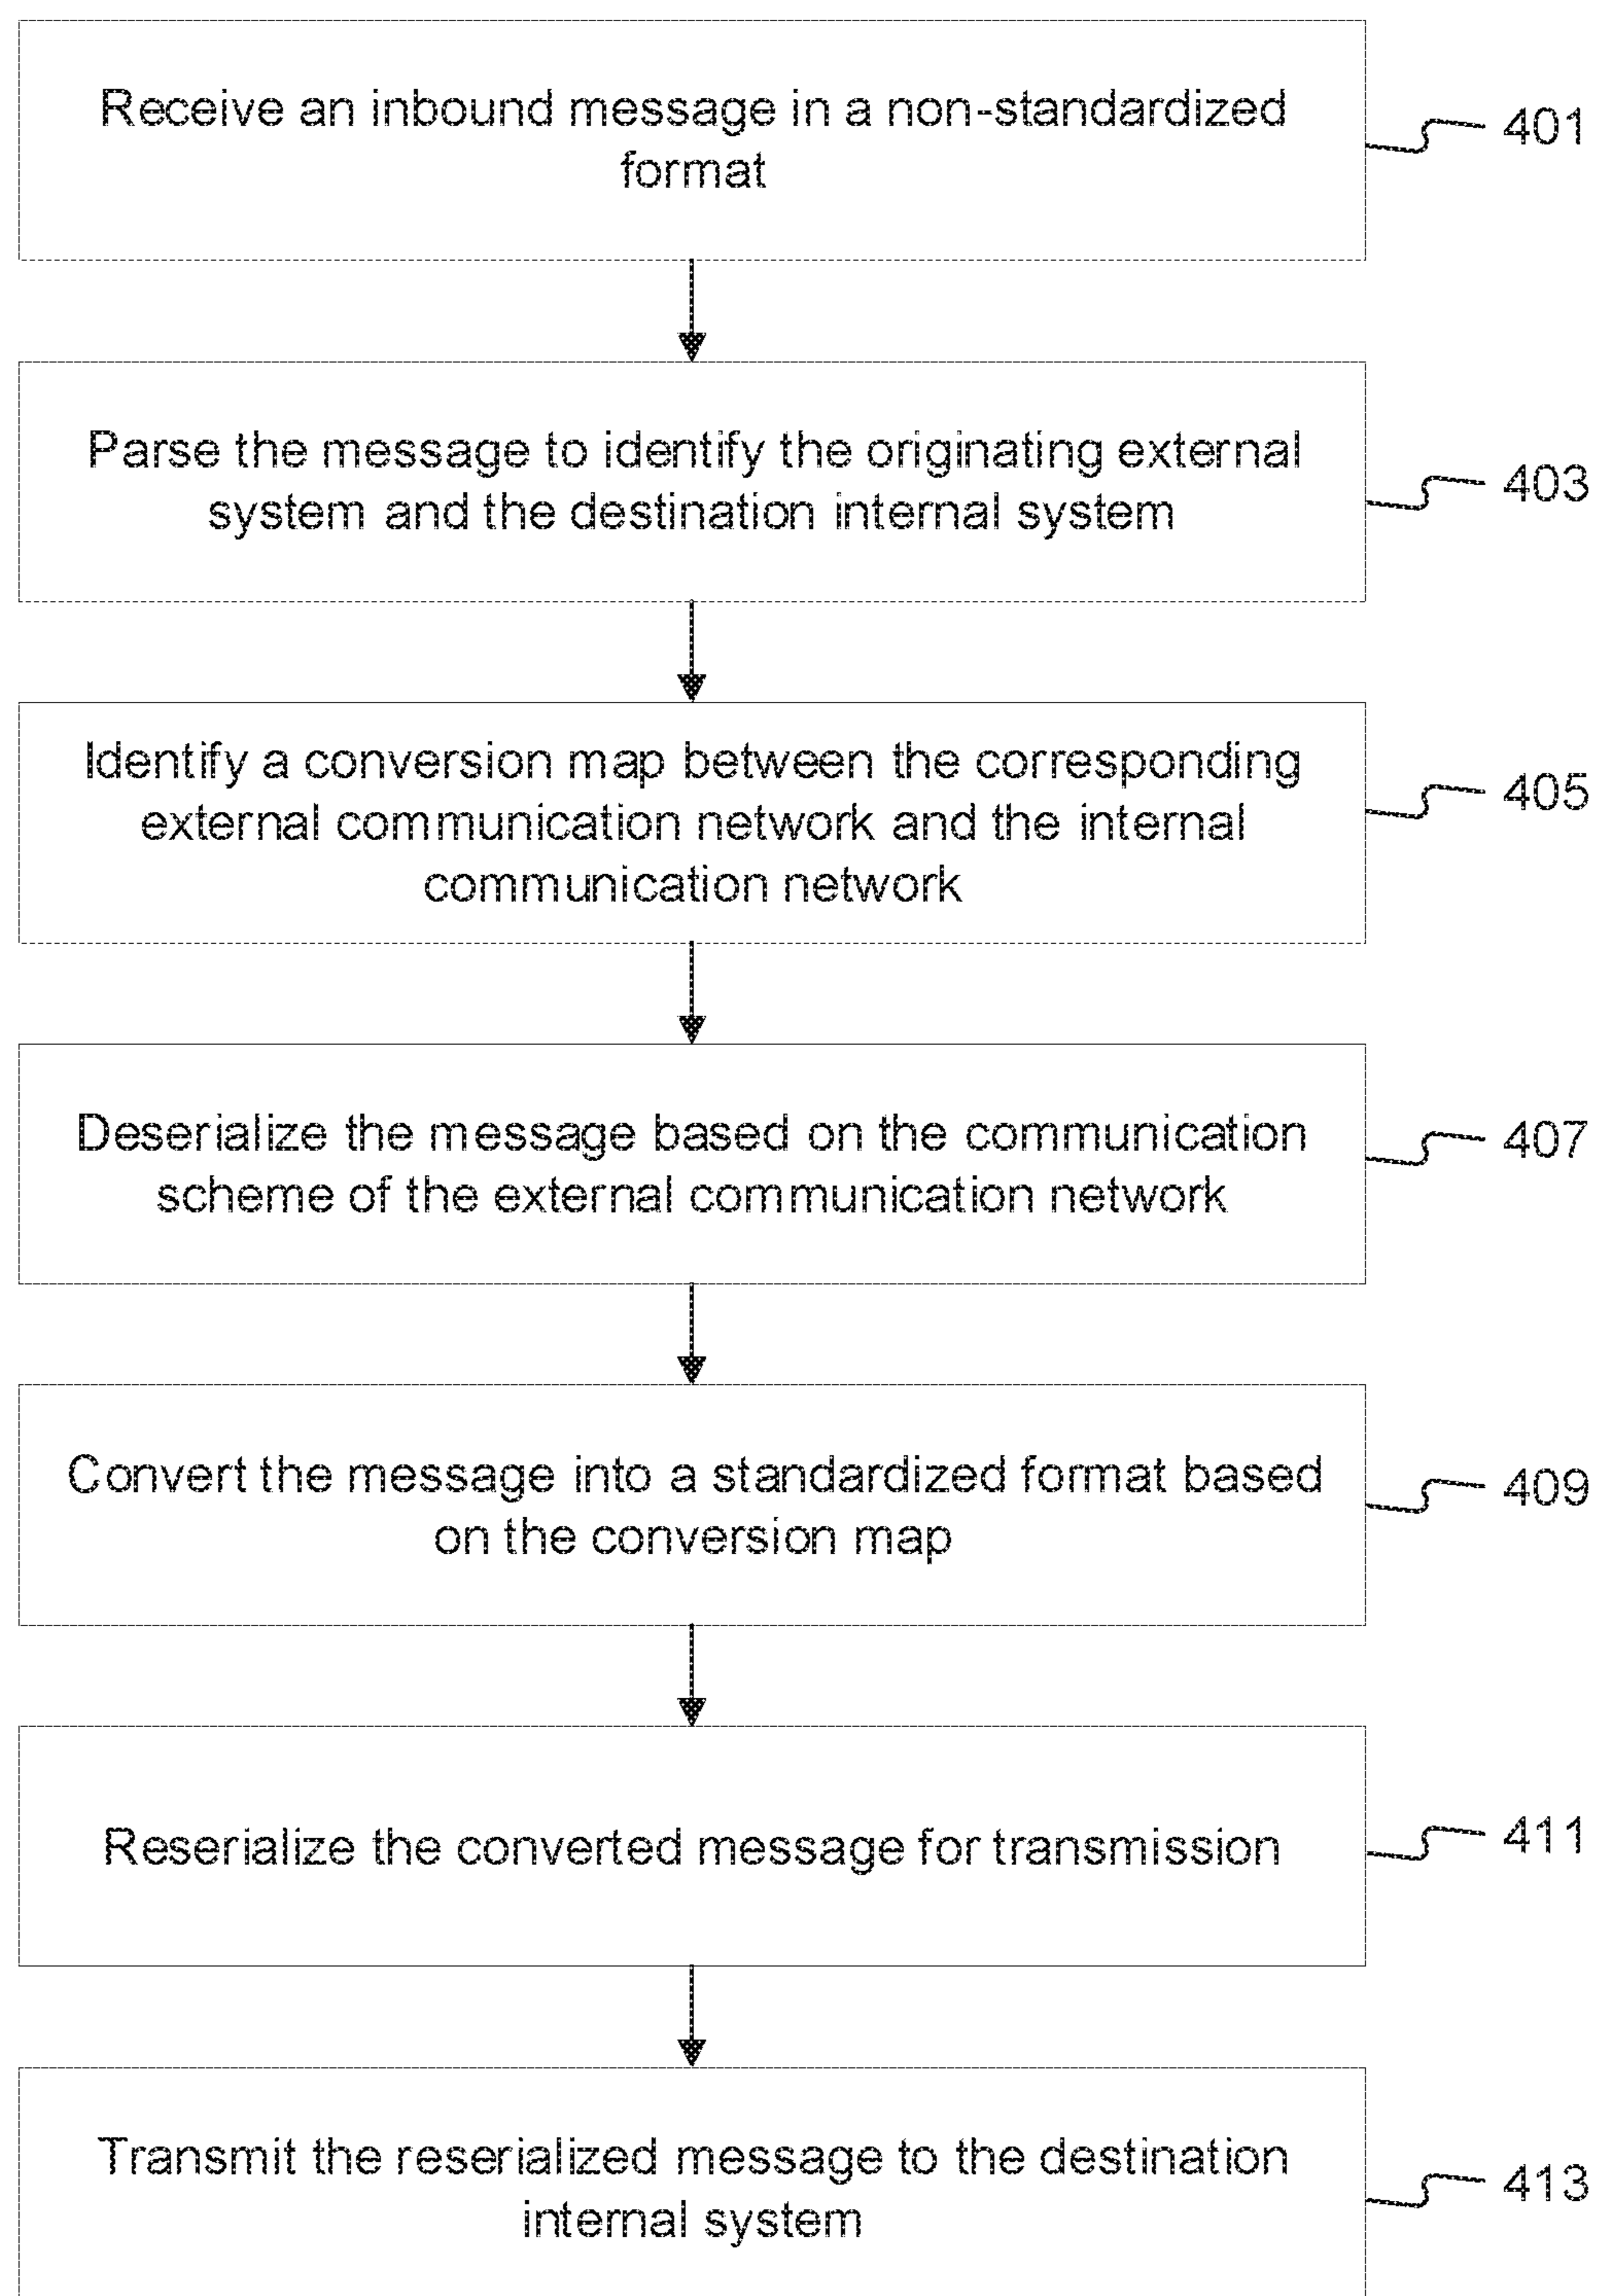 Receive an inbound message in a non-standardized
format
401
Parse the message to identify the originating external
system and the destination internal system
403
Identify a conversion map between the corresponding
external communication network and the internal
communication network
405
Deserialize the message based on the communication
scheme of the external communication network
407
Convert the message into a standardized format based
on the conversion map
409
Reserialize the converted message for transmission
411
Transmit the reserialized message to the destination
internal system
413